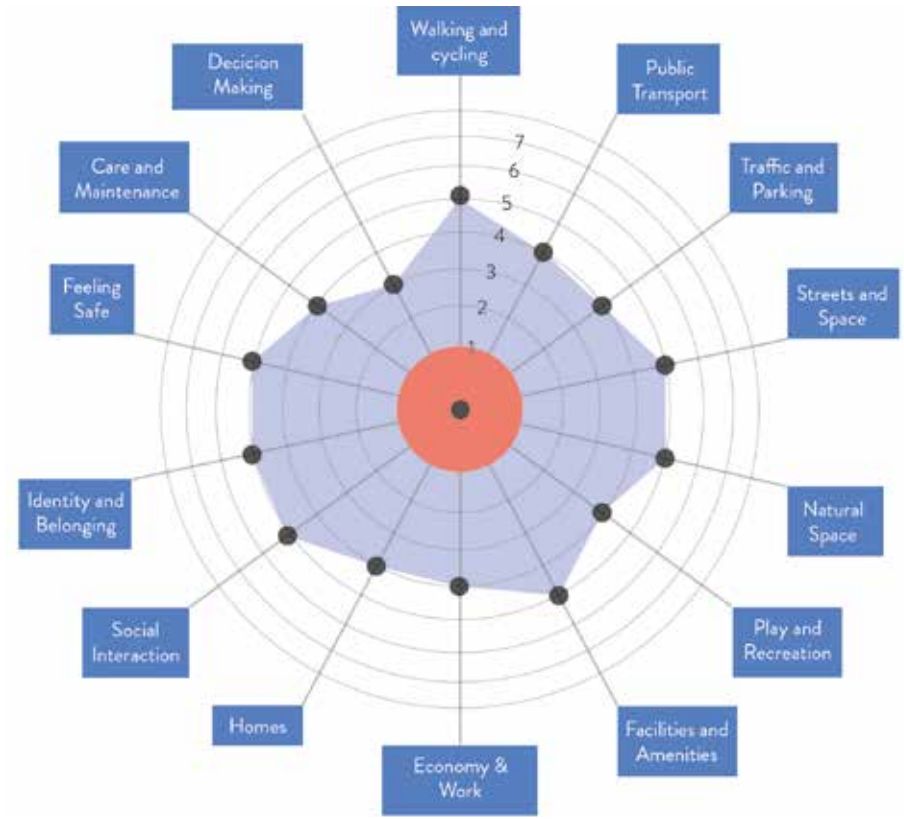 Walking and
cycling
Decicion
Making
Public
Transport
Care and
Maintenance
Traffic and
Parking
7
6
5
4
3
2
1
Feeling
Safe
Streets and
Space
Identity and
Belonging
Natural
Space
Social
Interaction
Play and
Recreation
Homes
Facilities and
Amenities
Economy &
Work